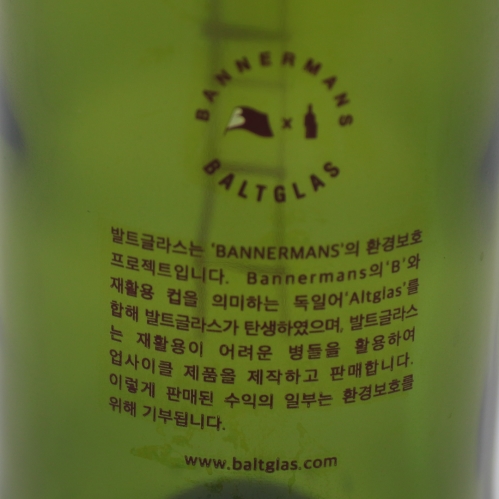 BANNERMANS
x
BALTGLAS
발트글라스는 'BANNERMANS'의 환경보호
프로젝트입니다. Bannermans의'B'와
재활용 컵을 의미하는 독일어'Altglas'를
합해 발트글라스가 탄생하였으며, 발트글라스
는 재활용이 어려운 병들을 활용하여
업사이클 제품을 제작하고 판매합니다.
이렇게 판매된 수익의 일부는 환경보호를
위해 기부됩니다.
www.baltglas.com